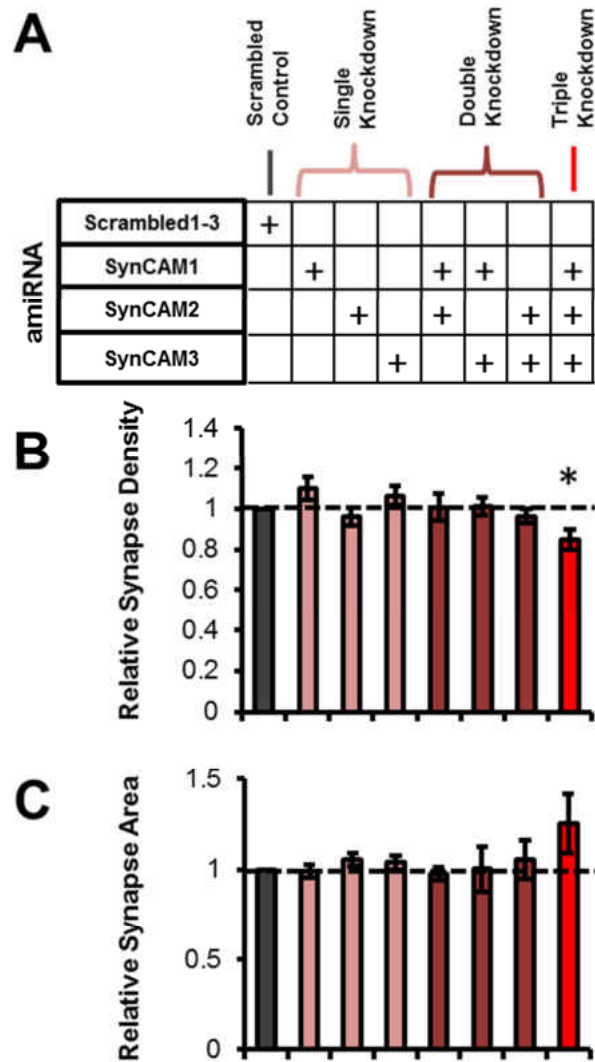 A
Scrambled
Control
Single
Knockdown
Double
Knockdown
Triple
Knockdown
amiRNA
Scrambled1-3
+
SynCAM1
+ + + +
SynCAM2
+ + + +
SynCAM3
+ + + +
B
Relative Synapse Density
1.4
1.2
1
0.8
0.6
0.4
0.2
0
*
C
Relative Synapse Area
1.5
1
0.5
0